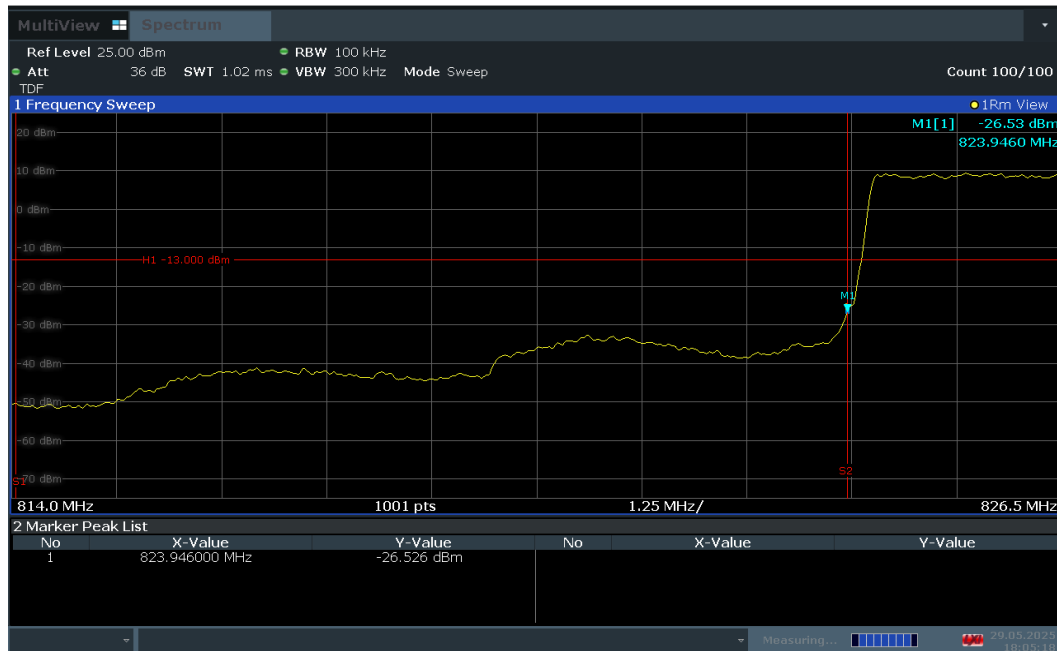 MultiView Spectrum
Ref Level 25.00 dBm RBW 100 kHz
Att 36 dB SWT 1.02 ms VBW 300 kHz Mode Sweep Count 100/100
TDF
1 Frequency Sweep 1Rm View
M1[1] -26.53 dBm
823.9460 MHz
20 dBm
10 dBm
0 dBm
-10 dBm
H1 -13.000 dBm
-20 dBm
M1
-30 dBm
-40 dBm
-50 dBm
-60 dBm
S2
-70 dBm
S1
814.0 MHz 1001 pts 1.25 MHz/ 826.5 MHz
2 Marker Peak List
No X-Value Y-Value No X-Value Y-Value
1 823.946000 MHz -26.526 dBm
Measuring... 29.05.2025
18:05:18